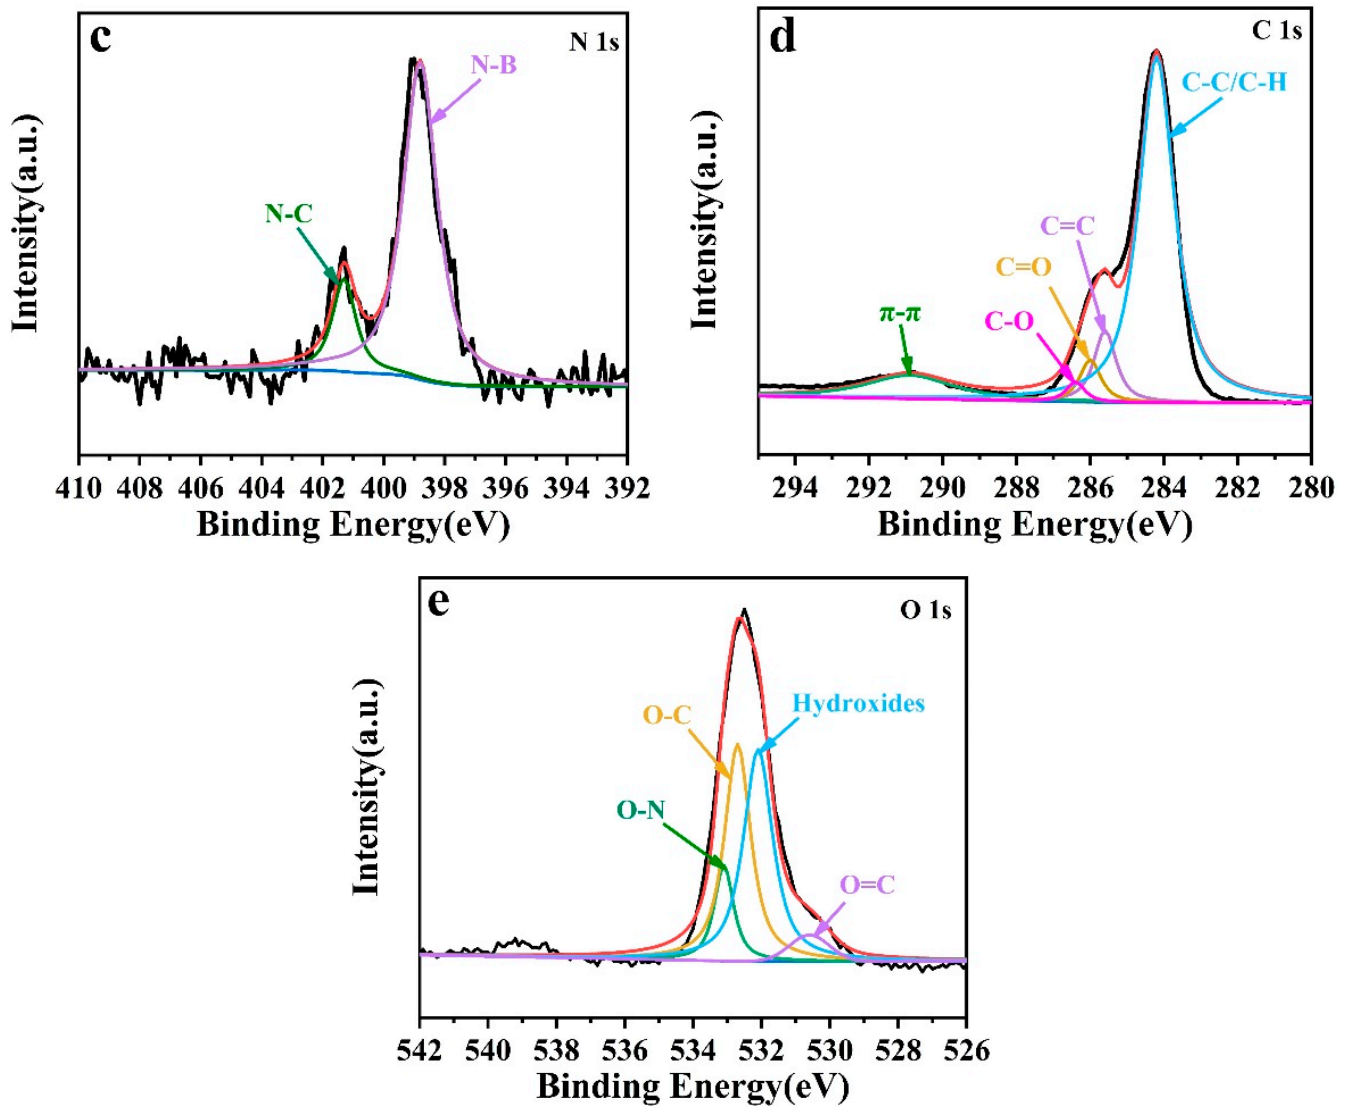 c
N 1s
N-B
N-C
Intensity(a.u.)
410 408 406 404 402 400 398 396 394 392
Binding Energy(eV)
d
C 1s
C-C/C-H
C=C
C=O
C-O
π-π
Intensity(a.u.)
294 292 290 288 286 284 282 280
Binding Energy(eV)
e
O 1s
Hydroxides
O-C
O-N
O=C
Intensity(a.u.)
542 540 538 536 534 532 530 528 526
Binding Energy(eV)